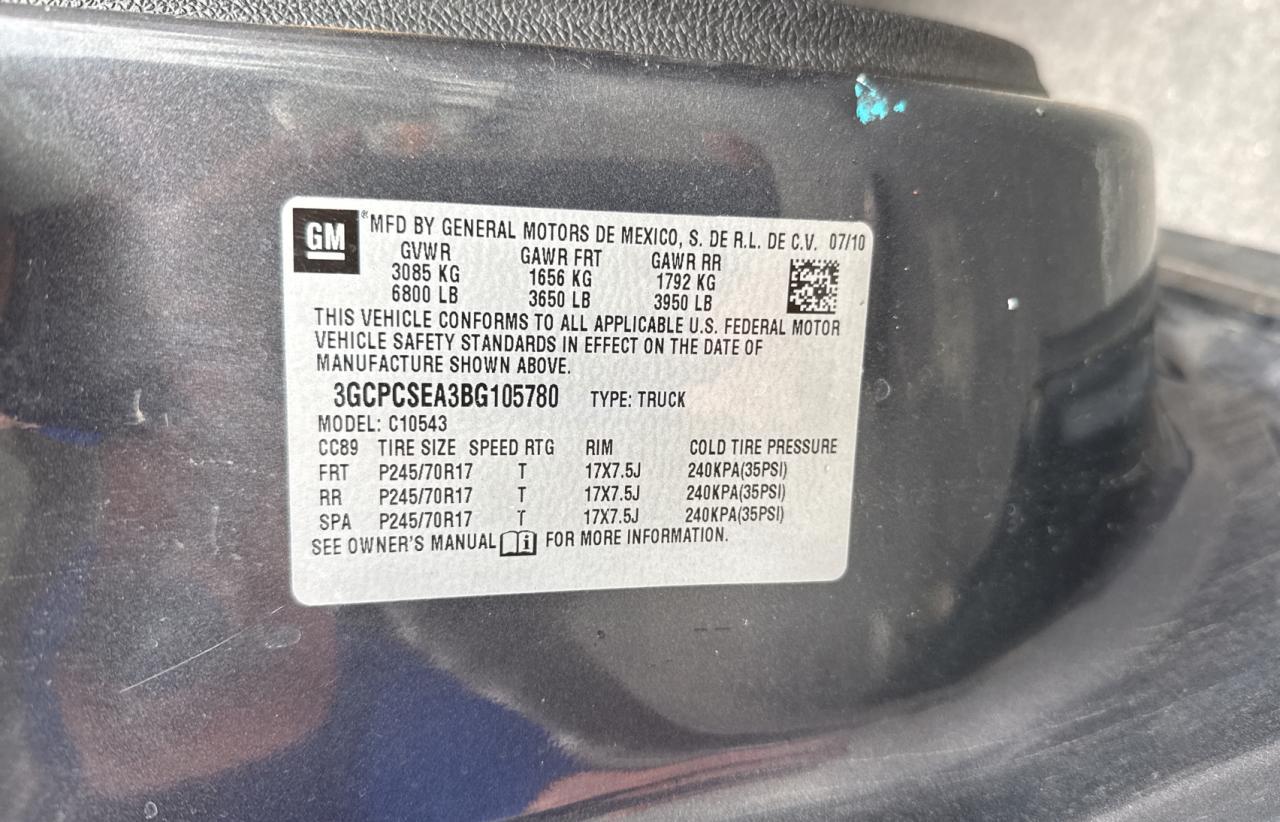 GM ® MFD BY GENERAL MOTORS DE MEXICO, S. DE R.L. DE C.V. 07/10
GVWR GAWR FRT GAWR RR
3085 KG 1656 KG 1792 KG
6800 LB 3650 LB 3950 LB
THIS VEHICLE CONFORMS TO ALL APPLICABLE U.S. FEDERAL MOTOR
VEHICLE SAFETY STANDARDS IN EFFECT ON THE DATE OF
MANUFACTURE SHOWN ABOVE.
3GCPCSEA3BG105780 TYPE: TRUCK
MODEL: C10543
CC89 TIRE SIZE SPEED RTG RIM COLD TIRE PRESSURE
FRT P245/70R17 T 17X7.5J 240KPA(35PSI)
RR P245/70R17 T 17X7.5J 240KPA(35PSI)
SPA P245/70R17 T 17X7.5J 240KPA(35PSI)
SEE OWNER'S MANUAL i FOR MORE INFORMATION.